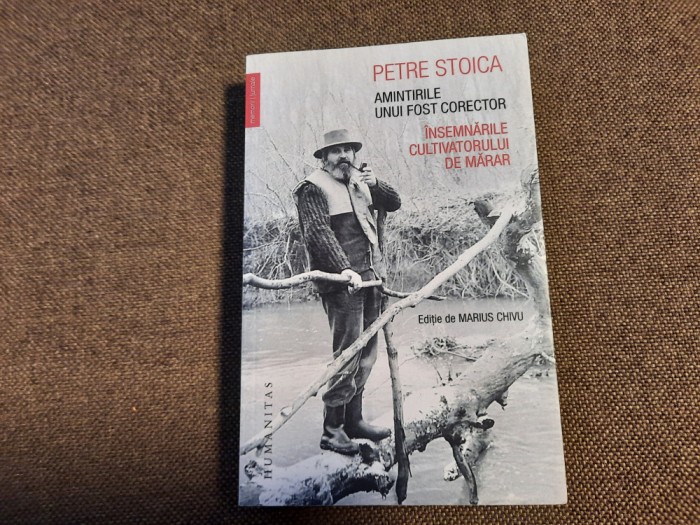 PETRE STOICA
AMINTIRILE
UNUI FOST CORECTOR
ÎNSEMNĂRILE
CULTIVATORULUI
DE MĂRAR
Ediție de MARIUS CHIVU
HUMANITAS